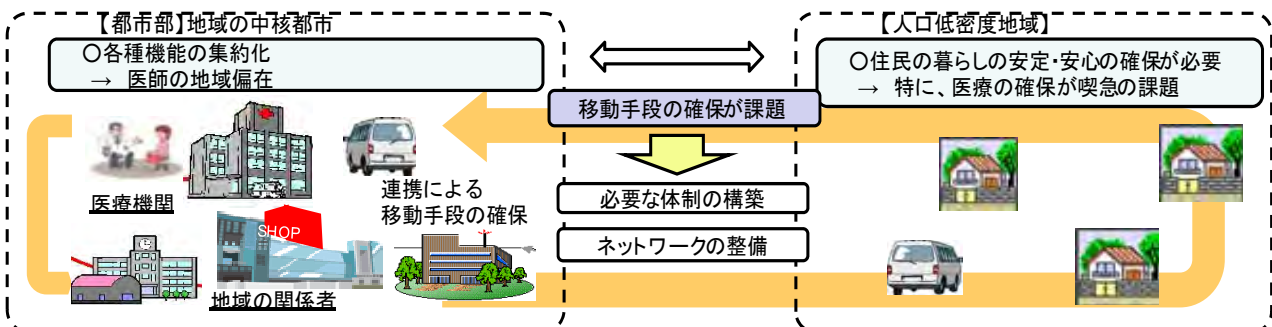 【都市部】地域の中核都市
〇各種機能の集約化
→ 医師の地域偏在
医療機関
連携による
移動手段の確保
SHOP
地域の関係者
移動手段の確保が課題
必要な体制の構築
ネットワークの整備
【人口低密度地域】
〇住民の暮らしの安定・安心の確保が必要
→ 特に、医療の確保が喫急の課題